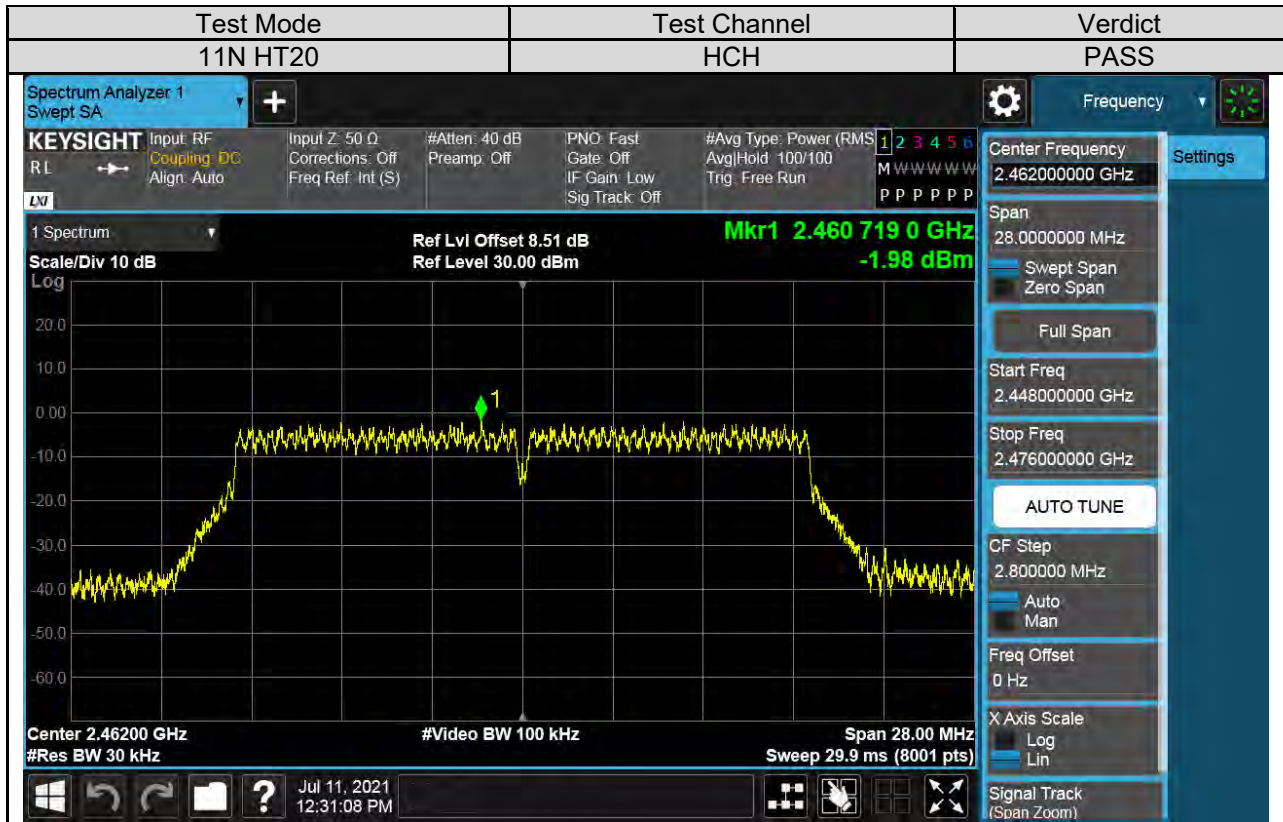 Test Mode Test Channel Verdict
11N HT20 HCH PASS
Spectrum Analyzer 1
Swept SA
+
Frequency
KEYSIGHT
RL
LXI
Input: RF
Coupling: DC
Align: Auto
Input Z: 50 Ω
Corrections: Off
Freq Ref: Int (S)
#Atten: 40 dB
Preamp: Off
PNO: Fast
Gate: Off
IF Gain: Low
Sig Track: Off
#Avg Type: Power (RMS
Avg|Hold: 100/100
Trig: Free Run
1 2 3 4 5 6
M W W W W W
P P P P P P
1 Spectrum
Scale/Div 10 dB
Log
Ref Lvl Offset 8.51 dB
Ref Level 30.00 dBm
Mkr1 2.460 719 0 GHz
-1.98 dBm
20.0
10.0
0.00
-10.0
-20.0
-30.0
-40.0
-50.0
-60.0
1
Center 2.46200 GHz
#Res BW 30 kHz
#Video BW 100 kHz
Span 28.00 MHz
Sweep 29.9 ms (8001 pts)
Center Frequency
2.462000000 GHz
Settings
Span
28.0000000 MHz
Swept Span
Zero Span
Full Span
Start Freq
2.448000000 GHz
Stop Freq
2.476000000 GHz
AUTO TUNE
CF Step
2.800000 MHz
Auto
Man
Freq Offset
0 Hz
X Axis Scale
Log
Lin
Signal Track
(Span Zoom)
?
Jul 11, 2021
12:31:08 PM